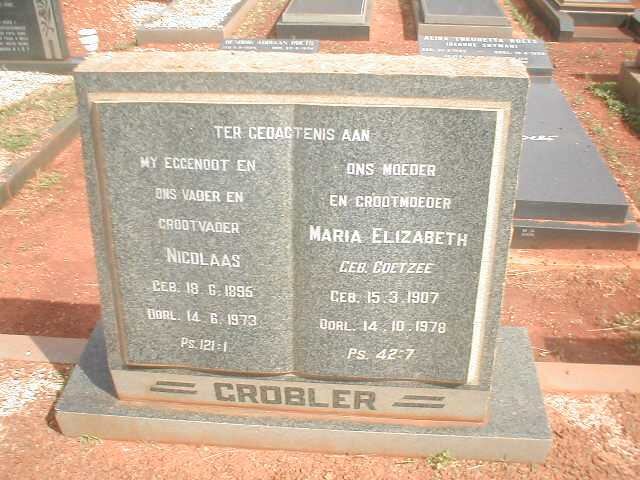 TER GEDAGTENIS AAN
MY EGGENOOT EN
ONS VADER EN
GROOTVADER
NICOLAAS
GEB. 18.6.1895
OORL. 14.6.1973
PS. 121:1
ONS MOEDER
EN GROOTMOEDER
MARIA ELIZABETH
GEB. COETZEE
GEB. 15.3.1907
OORL. 14.10.1978
PS. 42:7
GROBLER